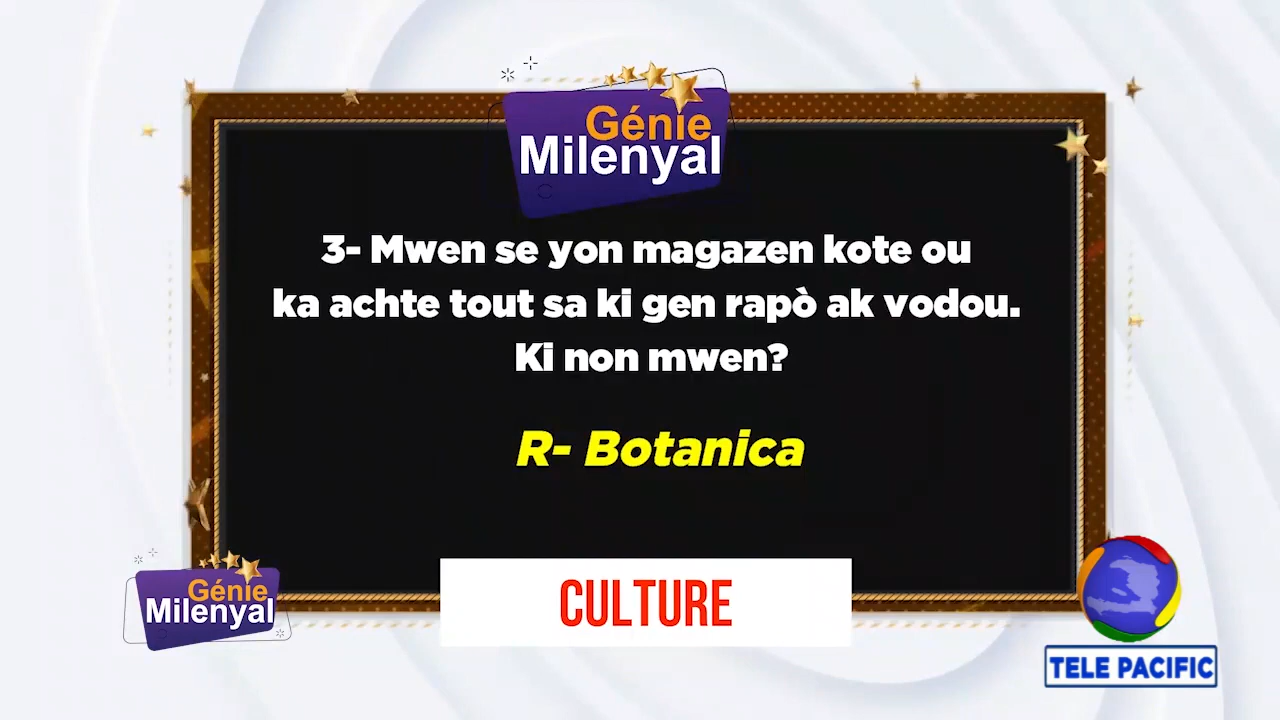 Génie
Milenyal
3- Mwen se yon magazen kote ou
ka achte tout sa ki gen rapò ak vodou.
Ki non mwen?
R- Botanica
Génie
Milenyal
CULTURE
TELE PACIFIC